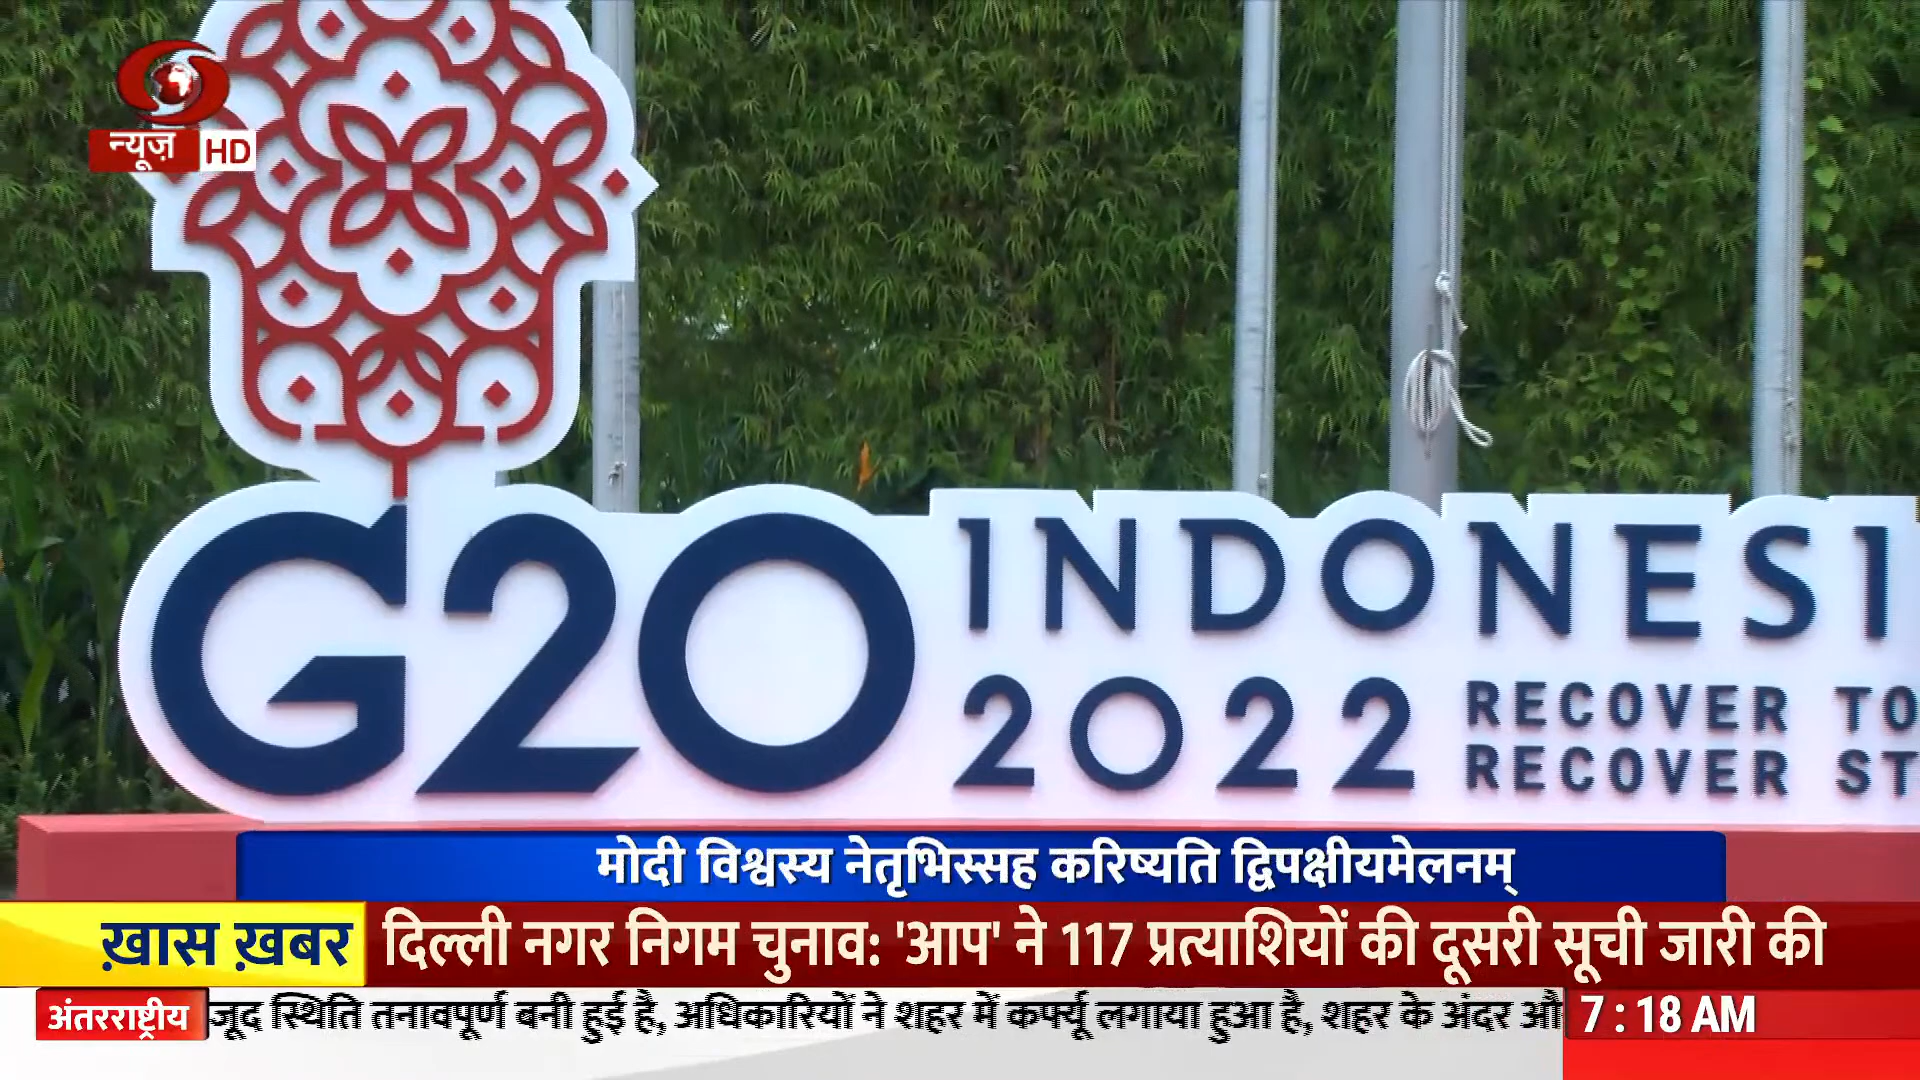 न्यूज़ HD
G20 INDONESI
2022 RECOVER TO
RECOVER ST
मोदी विश्वस्य नेतृभिस्सह करिष्यति द्विपक्षीयमेलनम्
ख़ास ख़बर दिल्ली नगर निगम चुनाव: 'आप' ने 117 प्रत्याशियों की दूसरी सूची जारी की
अंतरराष्ट्रीय जूद स्थिति तनावपूर्ण बनी हुई है, अधिकारियों ने शहर में कर्फ्यू लगाया हुआ है, शहर के अंदर औ 7 : 18 AM